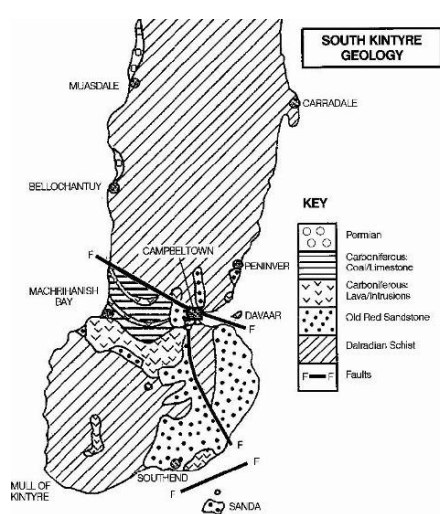 SOUTH KINTYRE
GEOLOGY
MUASDALE
CARRADALE
BELLOCHANTUY
KEY
F
CAMPBELTOWN
PENINVER
MACHRIHANISH
BAY
DAVAAR
F
Permian
Carboniferous:
Coal/Limestone
Carboniferous:
Lava/Intrusions
Old Red Sandstone
Dalradian Schist
F F Faults
F
SOUTHEND
F
F
MULL OF
KINTYRE
SANDA